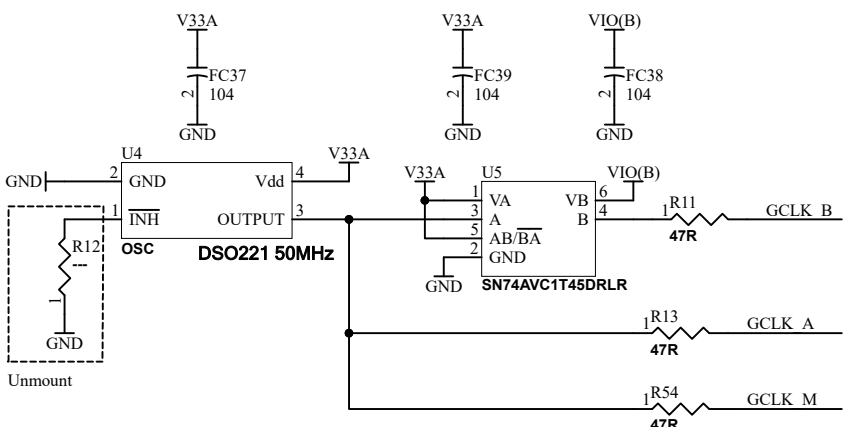 V33A
V33A
VIO(B)
FC37
2
104
FC39
2
104
FC38
2
104
GND
GND
GND
U4
V33A
V33A
U5
VIO(B)
GND
2
GND
Vdd
4
1
VA
VB
6
1
INH
OUTPUT
3
3
A
B
4
1
R11
47R
GCLK_B
5
AB/BA
2
GND
OSC
DSO221 50MHz
GND
SN74AVC1T45DRLR
R12
---
1
GND
Unmount
1
R13
47R
GCLK_A
1
R54
47R
GCLK_M